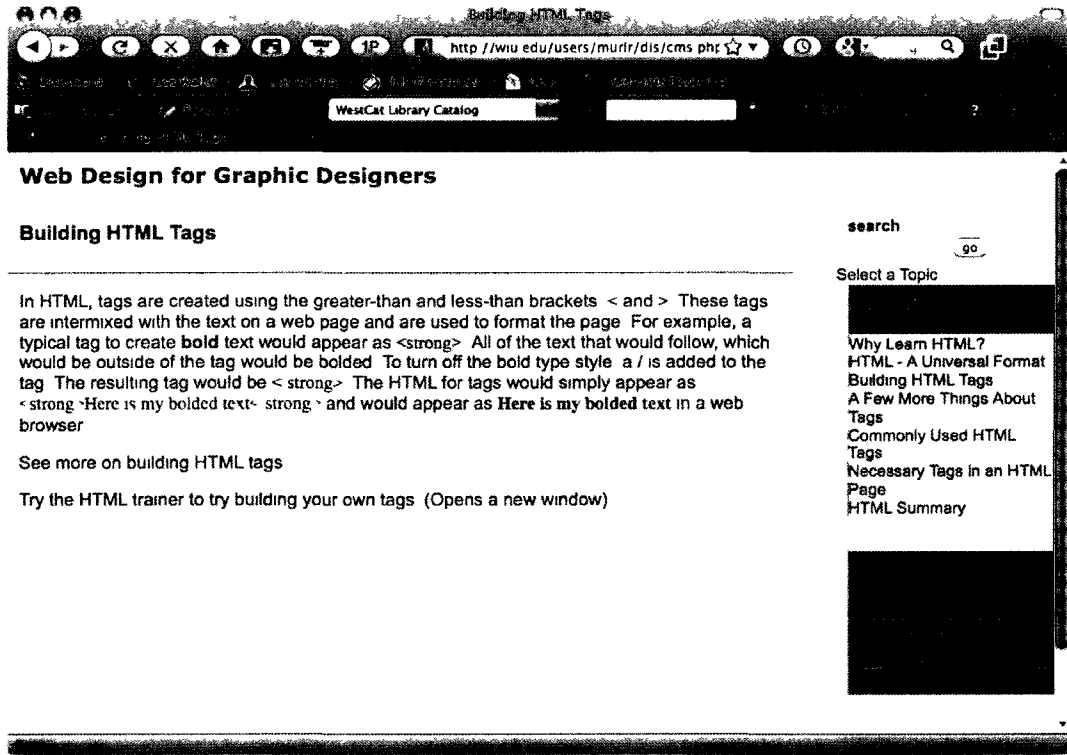 Building HTML Tags
1P
http //wiu edu/users/murlr/dis/cms php
WestCat Library Catalog
?
Web Design for Graphic Designers
Building HTML Tags
In HTML, tags are created using the greater-than and less-than brackets < and > These tags
are intermixed with the text on a web page and are used to format the page For example, a
typical tag to create bold text would appear as <strong> All of the text that would follow, which
would be outside of the tag would be bolded To turn off the bold type style a / is added to the
tag The resulting tag would be < strong> The HTML for tags would simply appear as
<strong >Here is my bolded text< strong > and would appear as Here is my bolded text in a web
browser
See more on building HTML tags
Try the HTML trainer to try building your own tags (Opens a new window)
search
go
Select a Topic
Why Learn HTML?
HTML - A Universal Format
Building HTML Tags
A Few More Things About
Tags
Commonly Used HTML
Tags
Necessary Tags in an HTML
Page
HTML Summary